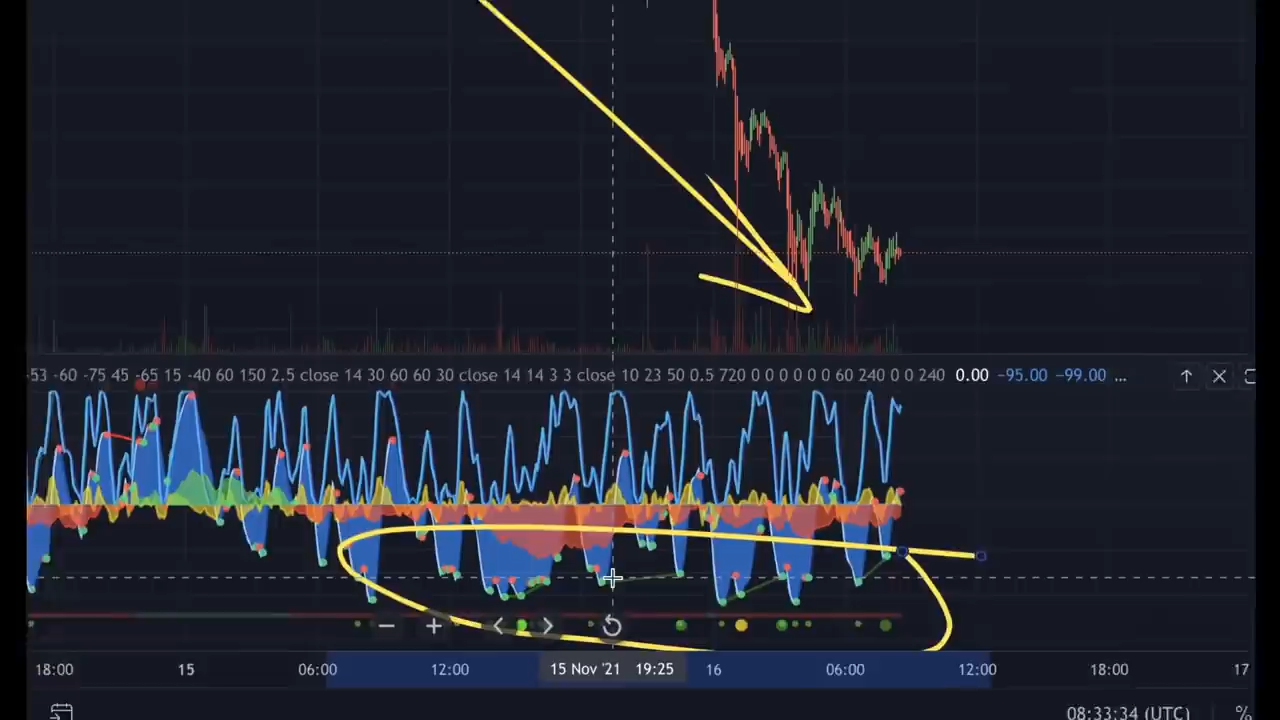 -53 -60 -75 45 -65 15 -40 60 150 2.5 close 14 30 60 60 30 close 14 14 3 3 close 10 23 50 0.5 720 0 0 0 0 0 0 60 240 0 0 240 0.00 −95.00 −99.00 ...
18:00 15 06:00 12:00 15 Nov '21 19:25 16 06:00 12:00 18:00 17
08:33:34 (UTC) %